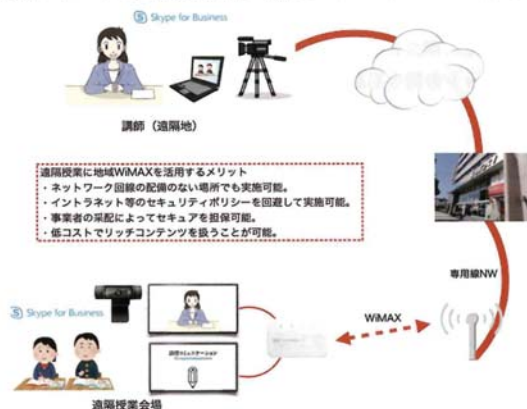 Skype for Business
講師（遠隔地）
遠隔授業に地域WiMAXを活用するメリット
・ネットワーク回線の配備のない場所でも実施可能。
・イントラネット等のセキュリティポリシーを回避して実施可能。
・事業者の采配によってセキュアを担保可能。
・低コストでリッチコンテンツを扱うことが可能。
専用線NW
WiMAX
Skype for Business
遠隔授業会場